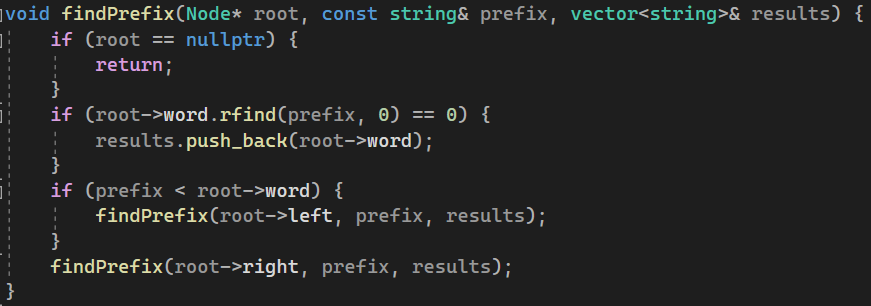 void findPrefix(Node* root, const string& prefix, vector<string>& results) {
    if (root == nullptr) {
        return;
    }
    if (root->word.rfind(prefix, 0) == 0) {
        results.push_back(root->word);
    }
    if (prefix < root->word) {
        findPrefix(root->left, prefix, results);
    }
    findPrefix(root->right, prefix, results);
}